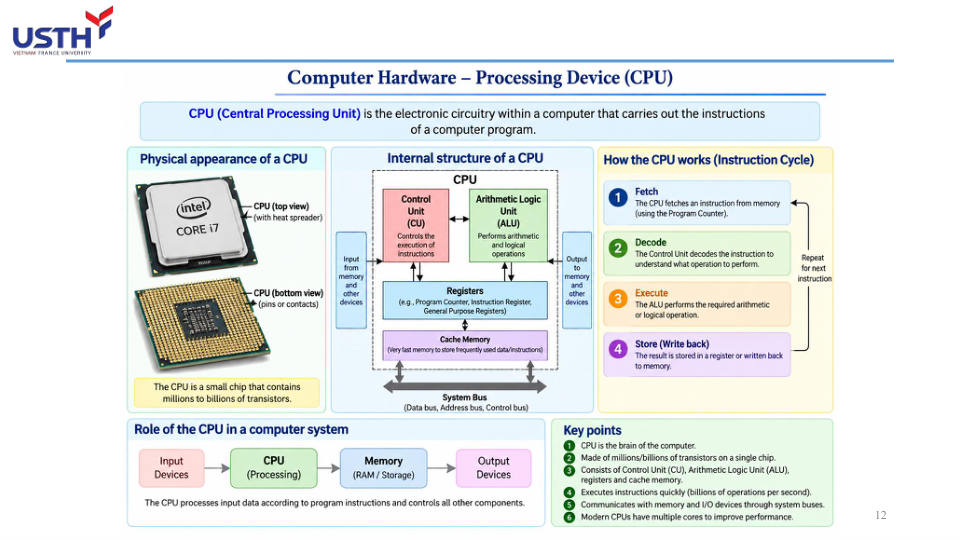 USTH
VIETNAM FRANCE UNIVERSITY
Computer Hardware – Processing Device (CPU)
CPU (Central Processing Unit) is the electronic circuitry within a computer that carries out the instructions
of a computer program.
Physical appearance of a CPU
intel
CORE i7
CPU (top view)
(with heat spreader)
CPU (bottom view)
(pins or contacts)
The CPU is a small chip that contains
millions to billions of transistors.
Internal structure of a CPU
CPU
Control
Unit
(CU)
Controls the
execution of
instructions
Arithmetic Logic
Unit
(ALU)
Performs arithmetic
and logical
operations
Input
from
memory
and
other
devices
Output
to
memory
and
other
devices
Registers
(e.g., Program Counter, Instruction Register,
General Purpose Registers)
Cache Memory
(Very fast memory to store frequently used data/instructions)
System Bus
(Data bus, Address bus, Control bus)
How the CPU works (Instruction Cycle)
1
Fetch
The CPU fetches an instruction from memory
(using the Program Counter).
2
Decode
The Control Unit decodes the instruction to
understand what operation to perform.
3
Execute
The ALU performs the required arithmetic
or logical operation.
4
Store (Write back)
The result is stored in a register or written back
to memory.
Repeat
for next
instruction
Role of the CPU in a computer system
Input
Devices
CPU
(Processing)
Memory
(RAM / Storage)
Output
Devices
The CPU processes input data according to program instructions and controls all other components.
Key points
1 CPU is the brain of the computer.
2 Made of millions/billions of transistors on a single chip.
3 Consists of Control Unit (CU), Arithmetic Logic Unit (ALU),
registers and cache memory.
4 Executes instructions quickly (billions of operations per second).
5 Communicates with memory and I/O devices through system buses.
6 Modern CPUs have multiple cores to improve performance.
12